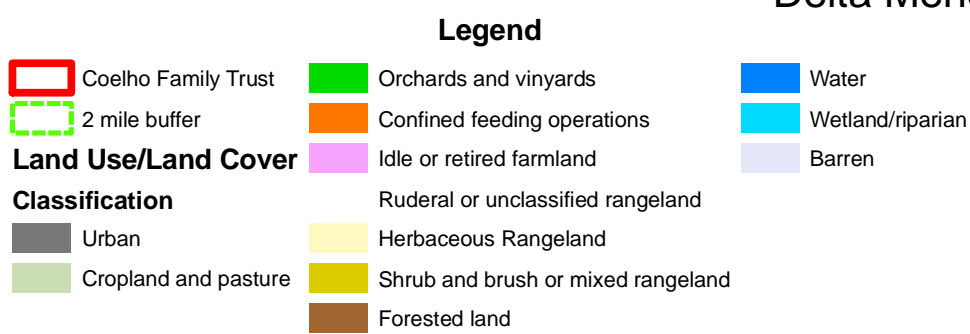 Delta
Legend
Coelho Family Trust
2 mile buffer
Land Use/Land Cover
Classification
Urban
Cropland and pasture
Orchards and vinyards
Confined feeding operations
Idle or retired farmland
Ruderal or unclassified rangeland
Herbaceous Rangeland
Shrub and brush or mixed rangeland
Forested land
Water
Wetland/riparian
Barren